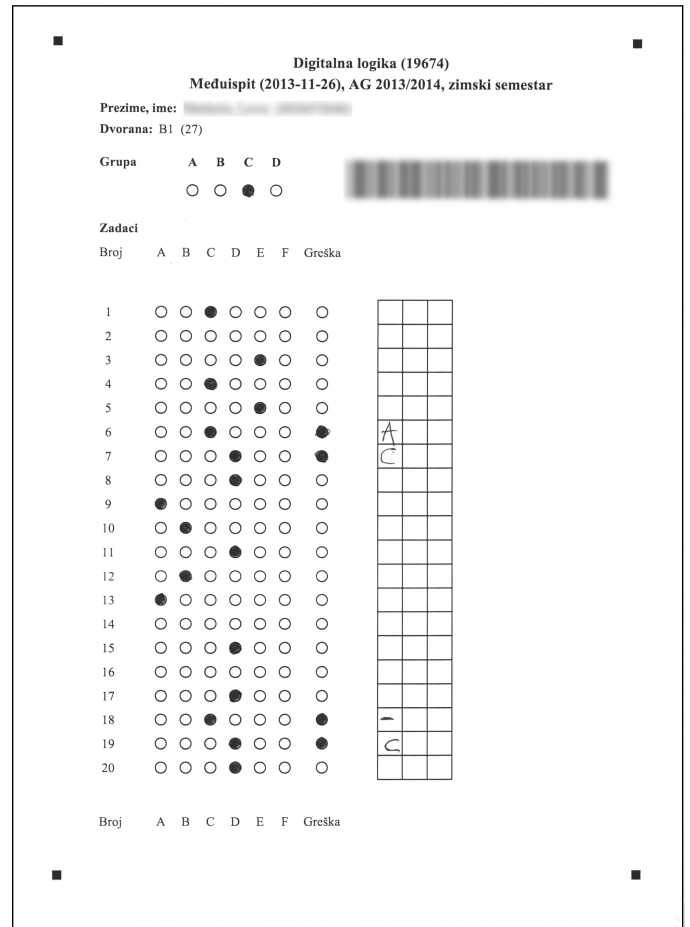 Digitalna logika (19674)
Međuispit (2013-11-26), AG 2013/2014, zimski semestar
Prezime, ime:
Dvorana: B1 (27)
Grupa A B C D
Zadaci
Broj A B C D E F Greška
1
2
3
4
5
6 A
7 C
8
9
10
11
12
13
14
15
16
17
18 -
19 C
20
Broj A B C D E F Greška